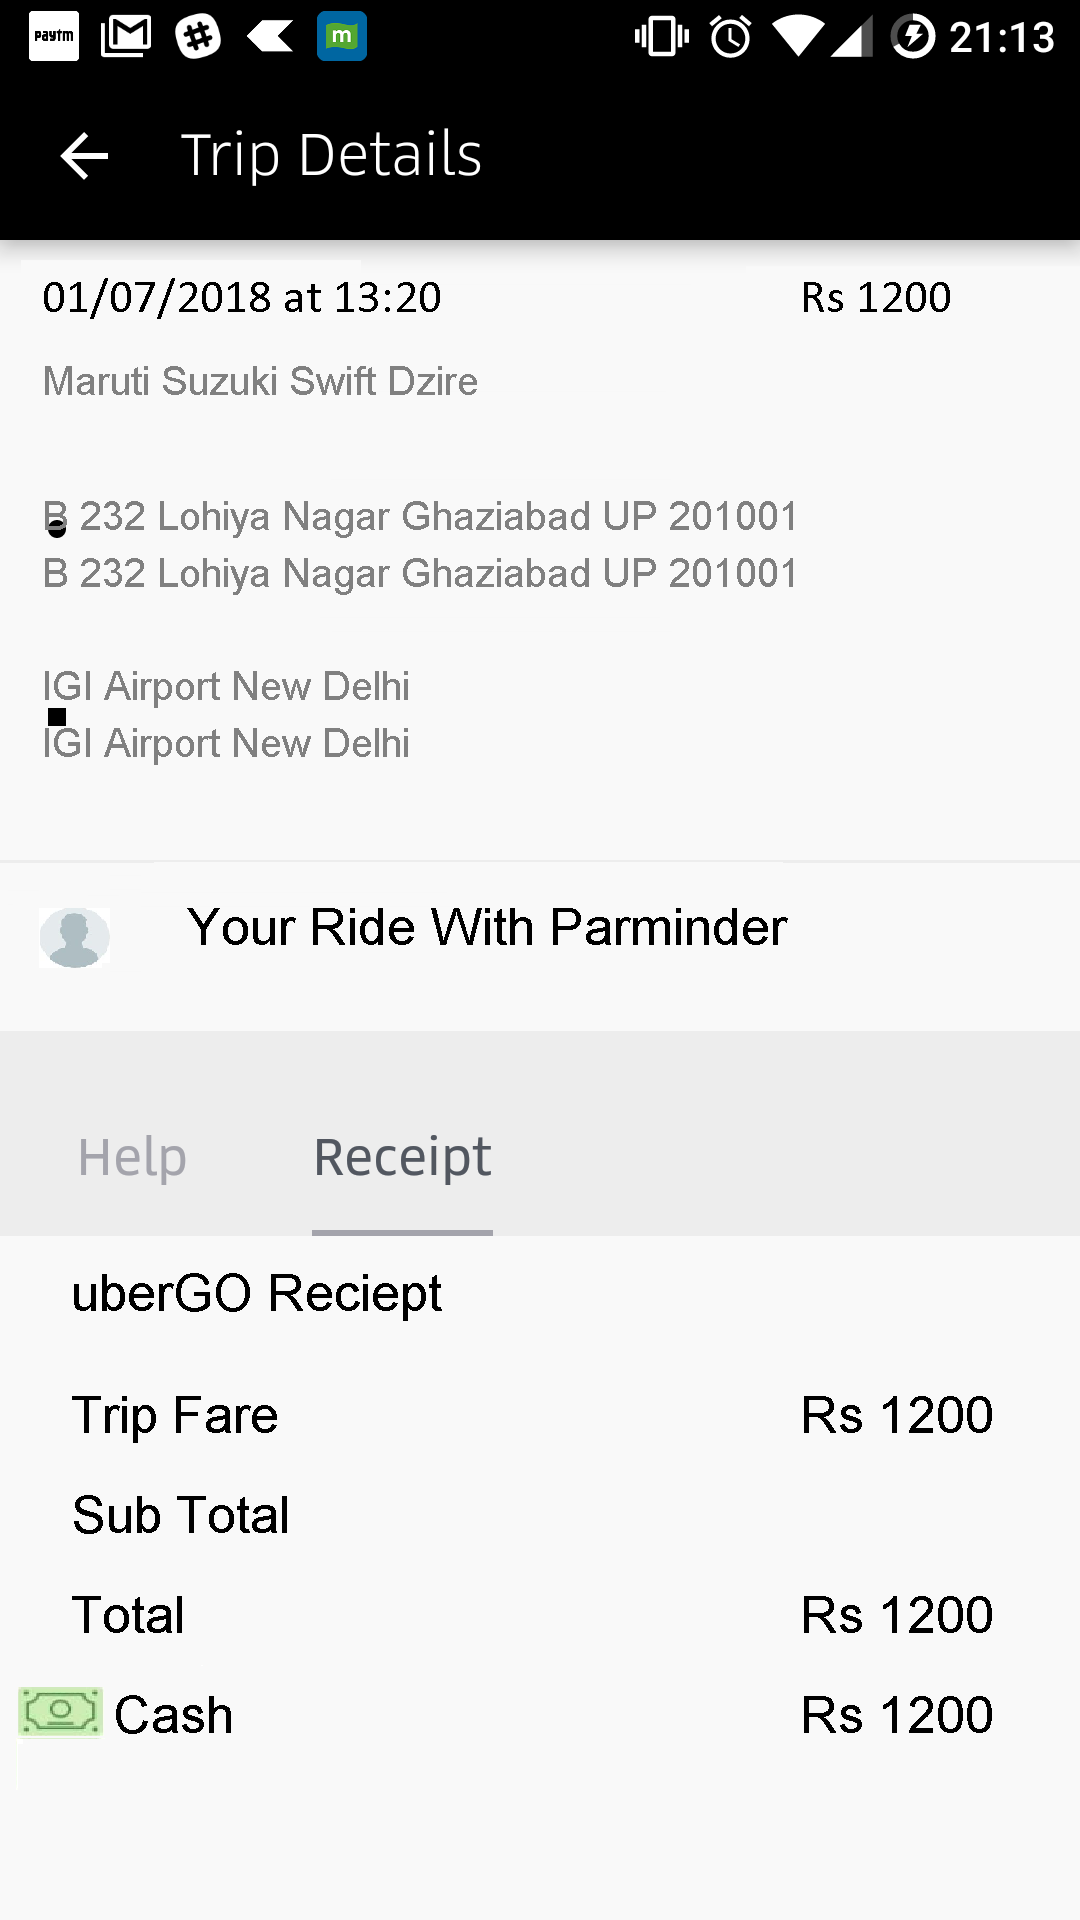 paytm
m
21:13
Trip Details
01/07/2018 at 13:20 Rs 1200
Maruti Suzuki Swift Dzire
B 232 Lohiya Nagar Ghaziabad UP 201001
B 232 Lohiya Nagar Ghaziabad UP 201001
IGI Airport New Delhi
IGI Airport New Delhi
Your Ride With Parminder
Help Receipt
uberGO Reciept
Trip Fare Rs 1200
Sub Total
Total Rs 1200
Cash Rs 1200